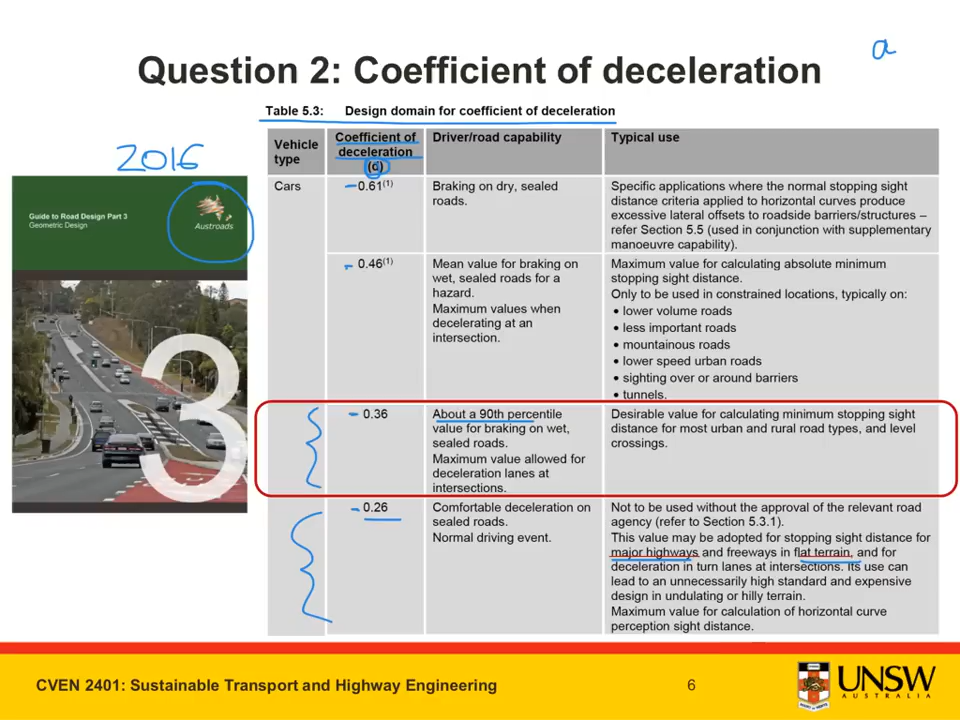 a
Question 2: Coefficient of deceleration
Table 5.3: Design domain for coefficient of deceleration
2016
Guide to Road Design Part 3
Geometric Design
Austroads
3
Vehicle
type
Coefficient of
deceleration
(d)
Driver/road capability
Typical use
Cars
0.61(1)
Braking on dry, sealed
roads.
Specific applications where the normal stopping sight
distance criteria applied to horizontal curves produce
excessive lateral offsets to roadside barriers/structures –
refer Section 5.5 (used in conjunction with supplementary
manoeuvre capability).
0.46(1)
Mean value for braking on
wet, sealed roads for a
hazard.
Maximum values when
decelerating at an
intersection.
Maximum value for calculating absolute minimum
stopping sight distance.
Only to be used in constrained locations, typically on:
• lower volume roads
• less important roads
• mountainous roads
• lower speed urban roads
• sighting over or around barriers
• tunnels.
0.36
About a 90th percentile
value for braking on wet,
sealed roads.
Maximum value allowed for
deceleration lanes at
intersections.
Desirable value for calculating minimum stopping sight
distance for most urban and rural road types, and level
crossings.
0.26
Comfortable deceleration on
sealed roads.
Normal driving event.
Not to be used without the approval of the relevant road
agency (refer to Section 5.3.1).
This value may be adopted for stopping sight distance for
major highways and freeways in flat terrain, and for
deceleration in turn lanes at intersections. Its use can
lead to an unnecessarily high standard and expensive
design in undulating or hilly terrain.
Maximum value for calculation of horizontal curve
perception sight distance.
CVEN 2401: Sustainable Transport and Highway Engineering
6
UNSW
AUSTRALIA